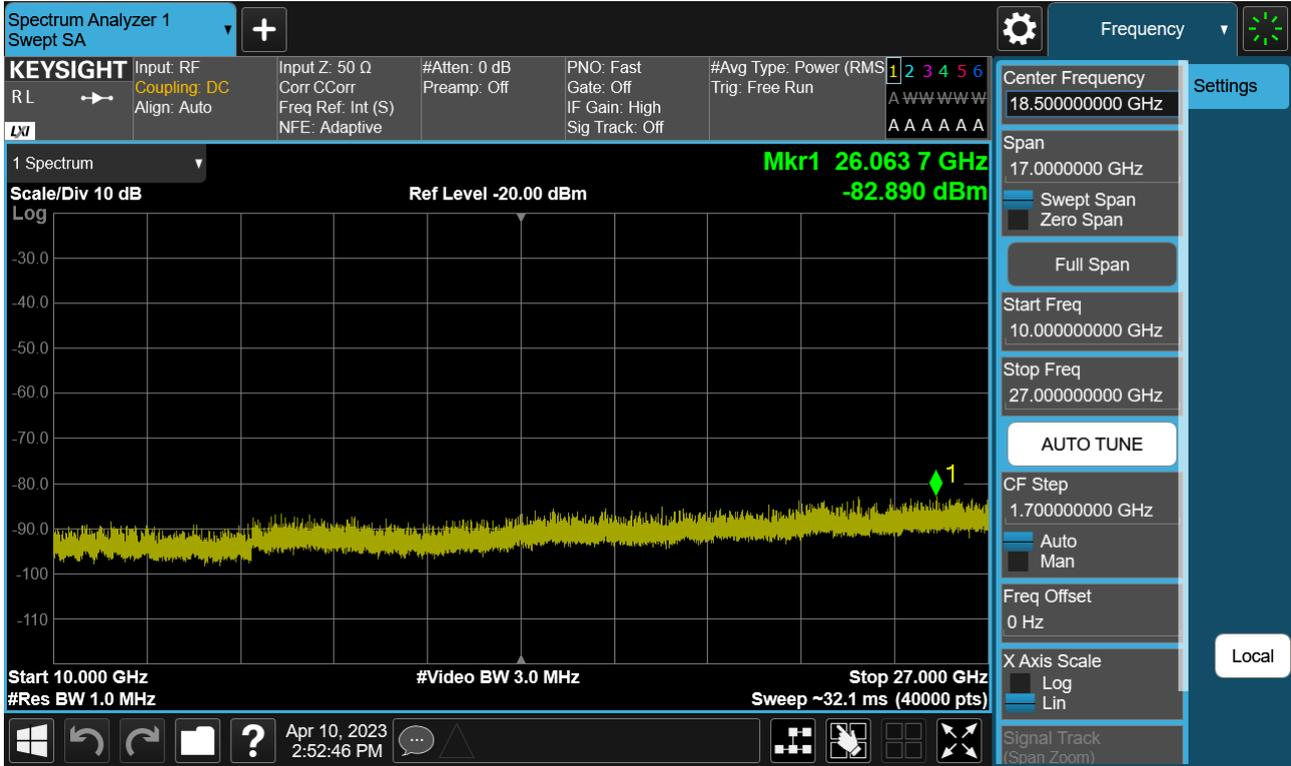 Spectrum Analyzer 1
Swept SA
Frequency
KEYSIGHT
R L
LXI
Input: RF
Coupling: DC
Align: Auto
Input Z: 50 Ω
Corr CCorr
Freq Ref: Int (S)
NFE: Adaptive
#Atten: 0 dB
Preamp: Off
PNO: Fast
Gate: Off
IF Gain: High
Sig Track: Off
#Avg Type: Power (RMS
Trig: Free Run
1 2 3 4 5 6
A W W W W W
A A A A A A
1 Spectrum
Mkr1 26.063 7 GHz
Scale/Div 10 dB
Ref Level -20.00 dBm
-82.890 dBm
Log
-30.0
-40.0
-50.0
-60.0
-70.0
-80.0
-90.0
-100
-110
1
Start 10.000 GHz
#Video BW 3.0 MHz
Stop 27.000 GHz
#Res BW 1.0 MHz
Sweep ~32.1 ms (40000 pts)
Center Frequency
18.500000000 GHz
Span
17.0000000 GHz
Swept Span
Zero Span
Full Span
Start Freq
10.000000000 GHz
Stop Freq
27.000000000 GHz
AUTO TUNE
CF Step
1.700000000 GHz
Auto
Man
Freq Offset
0 Hz
X Axis Scale
Log
Lin
Signal Track
(Span Zoom)
Settings
Local
?
Apr 10, 2023
2:52:46 PM